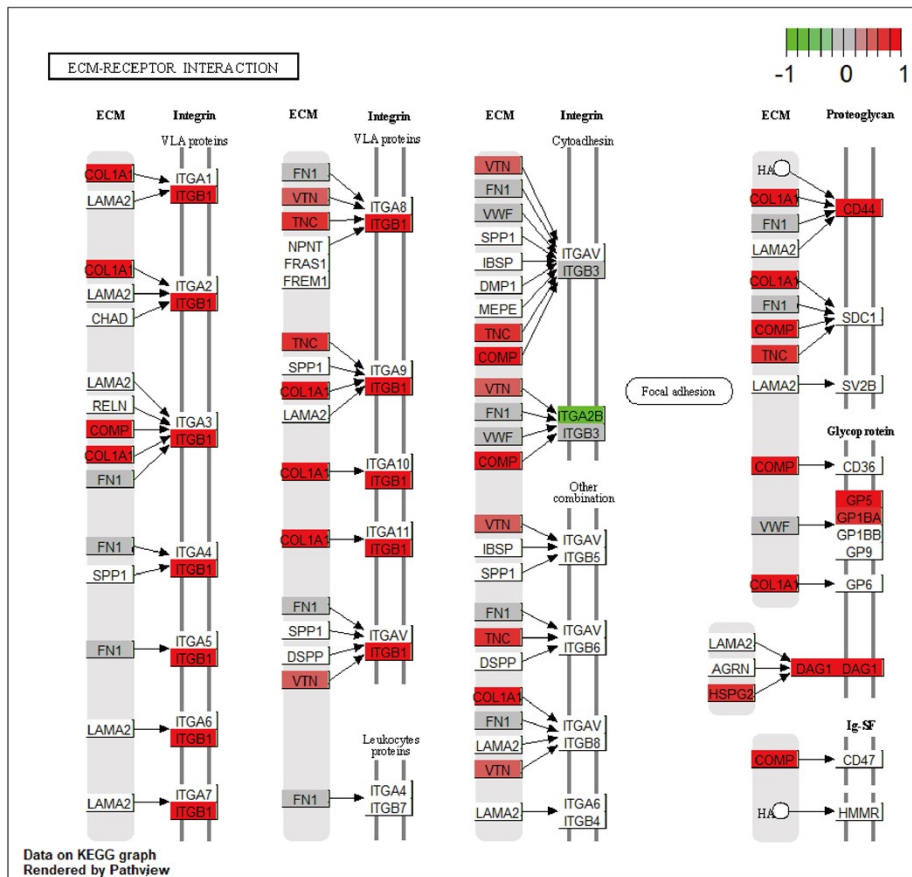 -1 0 1
ECM-RECEPTOR INTERACTION
ECM Integrin
VLA proteins
COL1A1
LAMA2
ITGA1
ITGB1
COL1A1
LAMA2
CHAD
ITGA2
ITGB1
LAMA2
RELN
COMP
COL1A1
FN1
ITGA3
ITGB1
FN1
SPP1
ITGA4
ITGB1
FN1
ITGA5
ITGB1
LAMA2
ITGA6
ITGB1
LAMA2
ITGA7
ITGB1
ECM Integrin
VLA proteins
FN1
VTN
TNC
NPNT
FRAS1
FREM1
ITGA8
ITGB1
TNC
SPP1
COL1A1
LAMA2
ITGA9
ITGB1
COL1A1
ITGA10
ITGB1
COL1A1
ITGA11
ITGB1
FN1
SPP1
DSPP
VTN
ITGAV
ITGB1
Leukocytes
proteins
FN1
ITGA4
ITGB7
ECM Integrin
Cytoadhesin
VTN
FN1
VWF
SPP1
IBSP
DMP1
MEPE
TNC
COMP
ITGAV
ITGB3
VTN
FN1
VWF
COMP
ITGA2B
ITGB3
Other
combination
VTN
IBSP
SPP1
ITGAV
ITGB5
FN1
TNC
DSPP
ITGAV
ITGB6
COL1A1
FN1
LAMA2
VTN
ITGAV
ITGB8
LAMA2
ITGA6
ITGB4
Focal adhesion
ECM Proteoglycan
HA
COL1A1
FN1
LAMA2
CD44
COL1A1
FN1
COMP
TNC
SDC1
LAMA2
SV2B
Glycoprotein
COMP
CD36
VWF
GP5
GP1BA
GP1BB
GP9
COL1A1
GP6
LAMA2
AGRN
HSPG2
DAG1 DAG1
Ig-SF
COMP
CD47
HA
HMMR
Data on KEGG graph
Rendered by Pathview